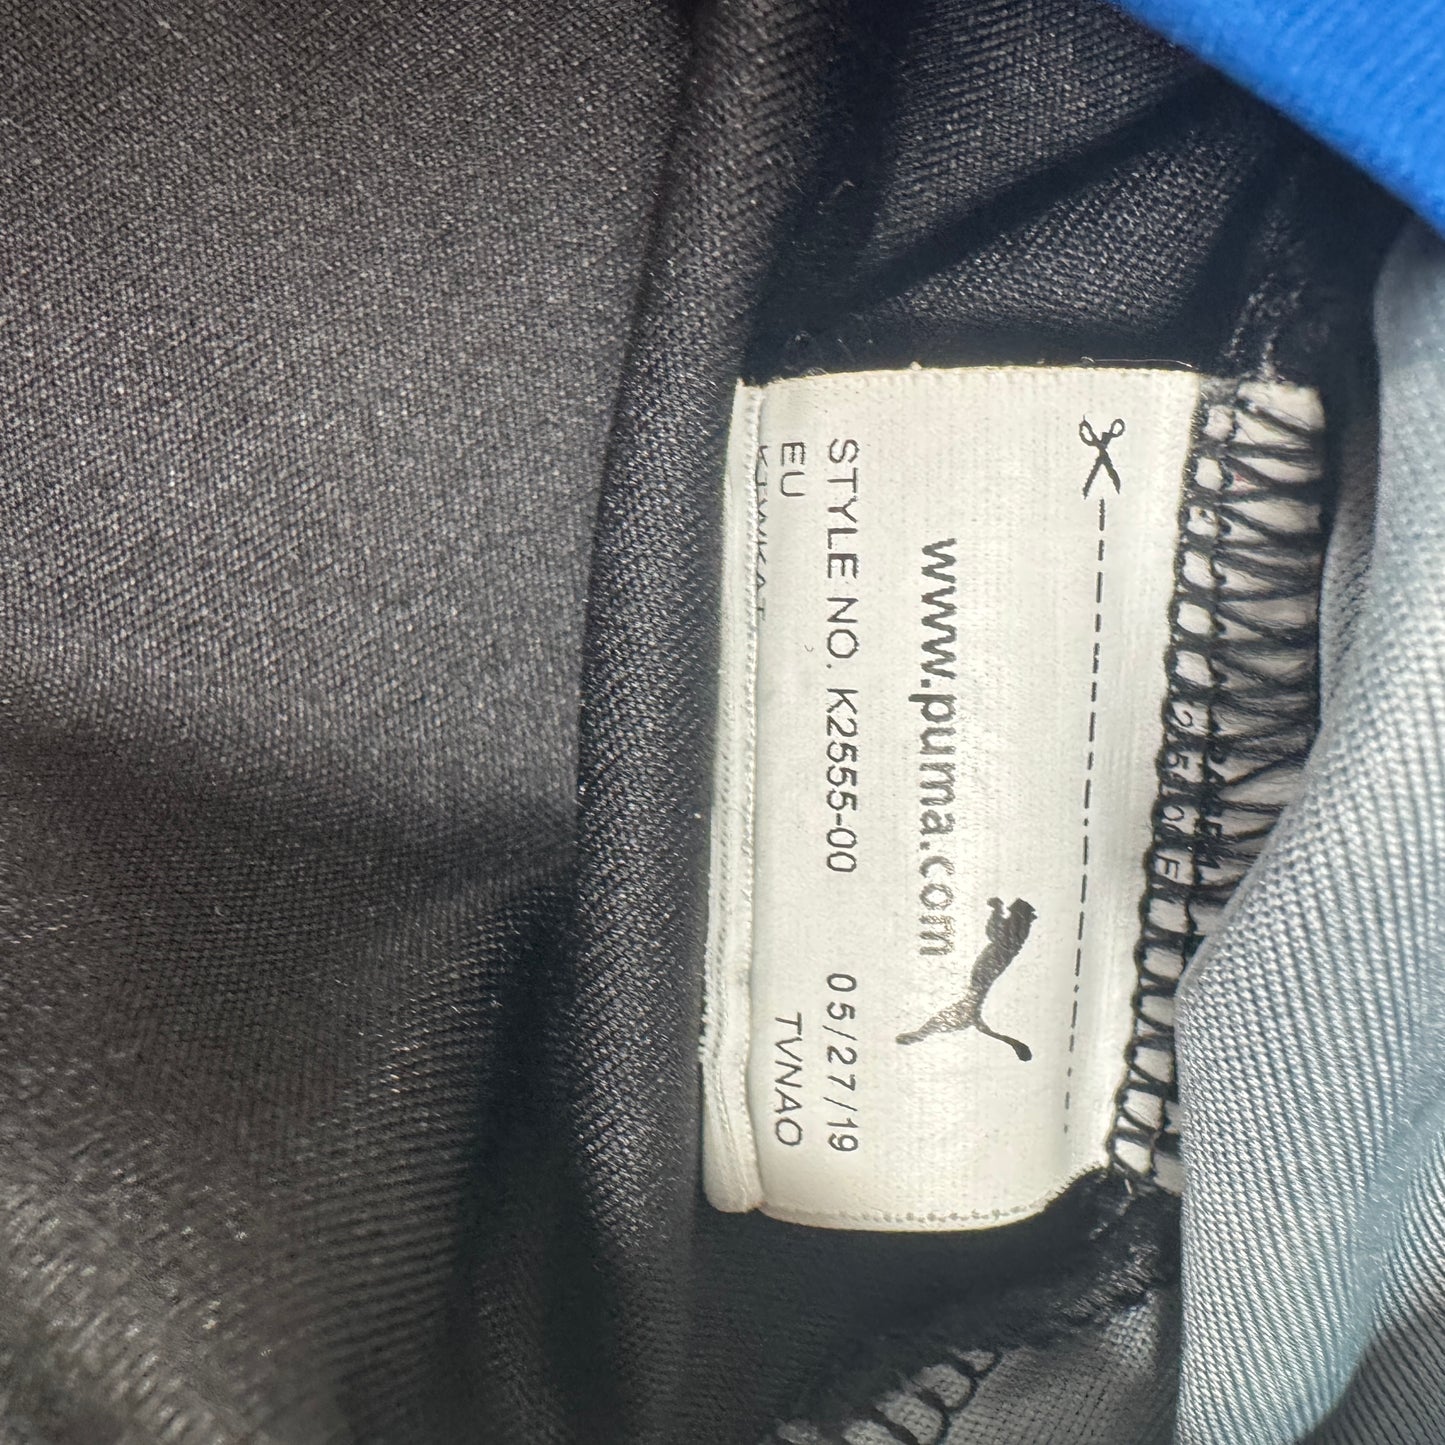 www.puma.com
STYLE NO. K2555-00 05/27/19
EU TVNAO